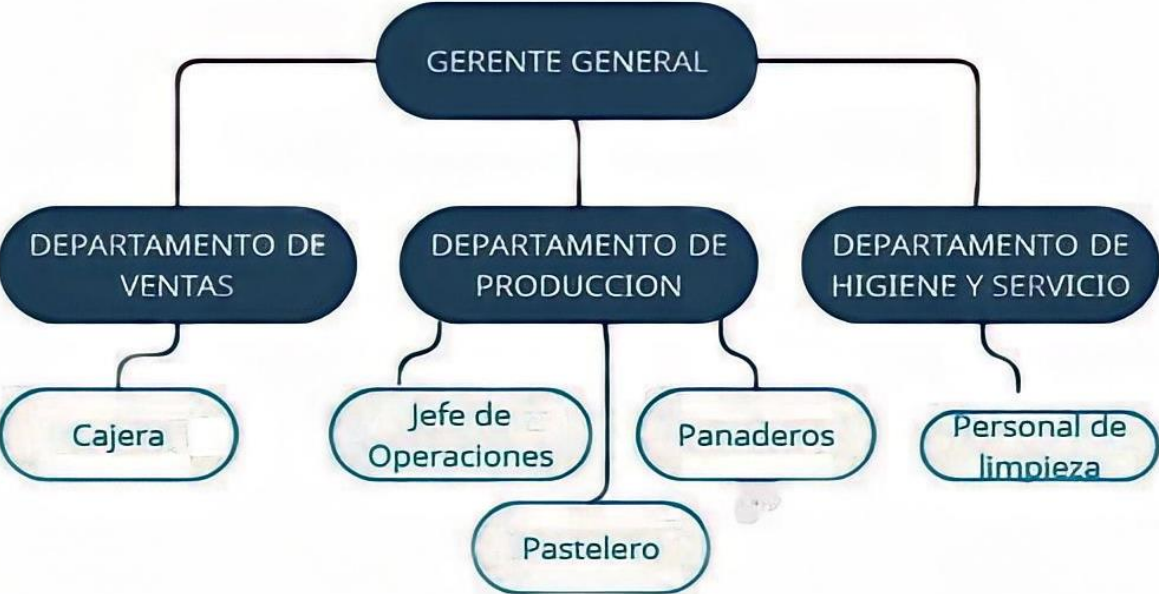 GERENTE GENERAL
DEPARTAMENTO DE
VENTAS
DEPARTAMENTO DE
PRODUCCION
DEPARTAMENTO DE
HIGIENE Y SERVICIO
Cajera
Jefe de
Operaciones
Panaderos
Personal de
limpieza
Pastelero